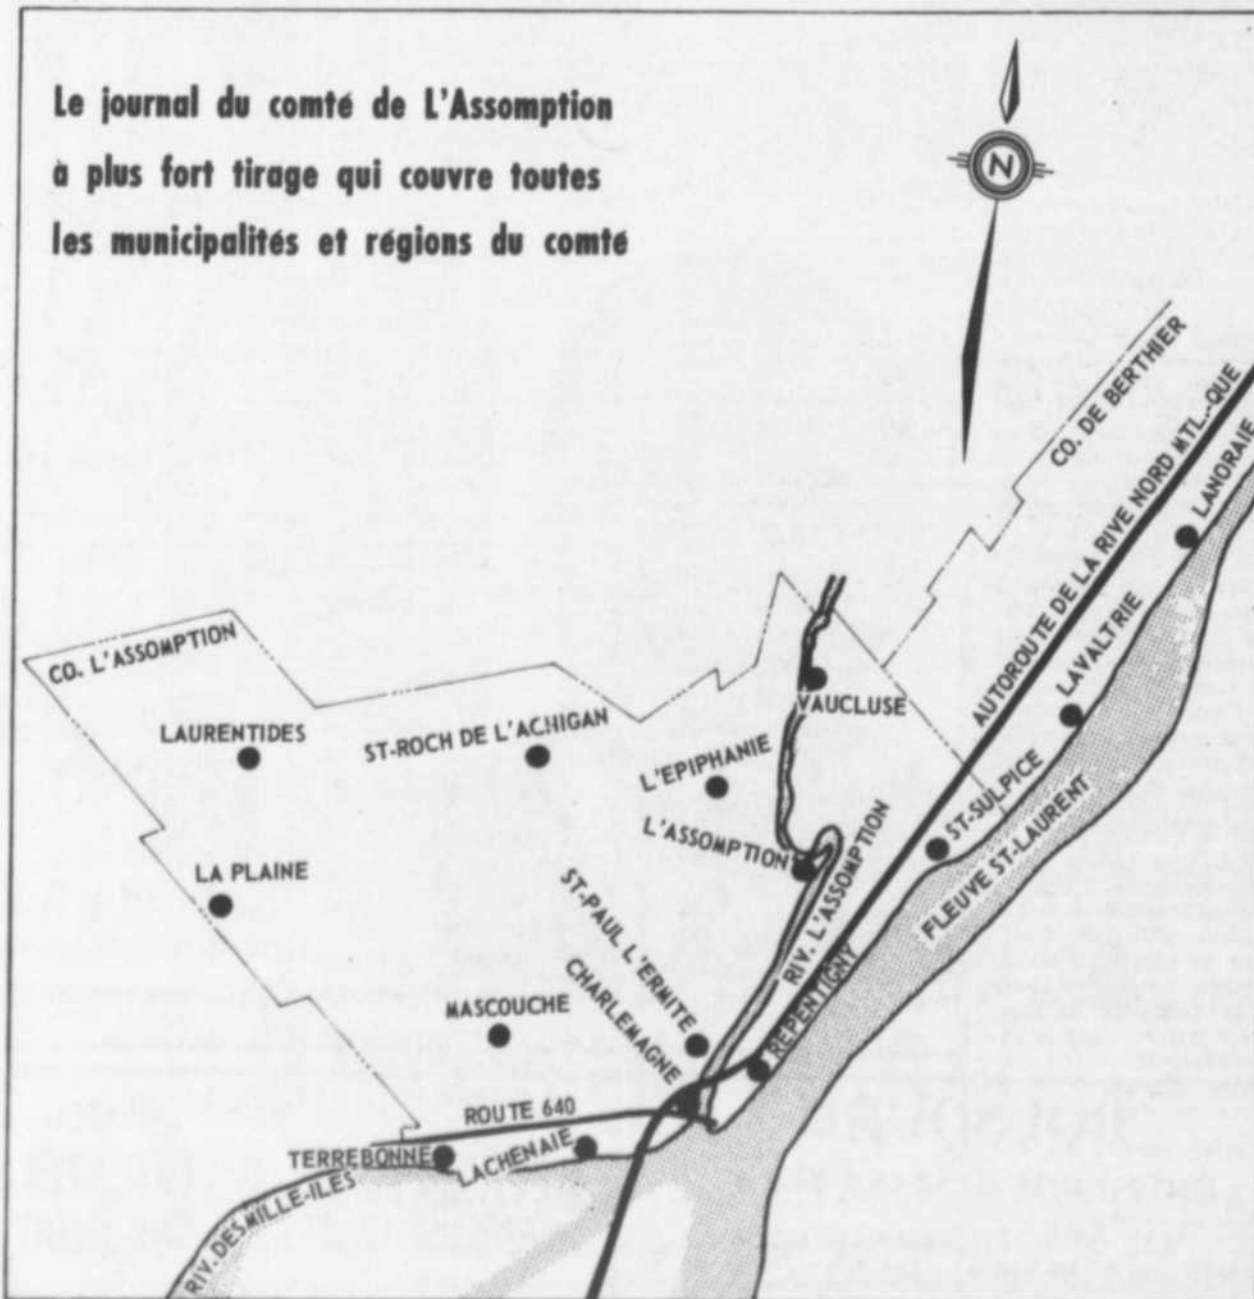 Le journal du comté de L'Assomption
à plus fort tirage qui couvre toutes
les municipalités et régions du comté
N
CO. DE BERTHIER
AUTOROUTE DE LA RIVE NORD MTL.-QUE
LANORAIE
LAVALTRIE
CO. L'ASSOMPTION
LAURENTIDES
ST-ROCH DE L'ACHIGAN
VAUCLUSE
L'EPIPHANIE
L'ASSOMPTION
ST-SULPICE
FLEUVE ST-LAURENT
RIV. L'ASSOMPTION
LA PLAINE
ST-PAUL L'ERMITE
CHARLEMAGNE
REPENTIGNY
MASCOUCHE
ROUTE 640
TERREBONNE
LACHENAIE
RIV. DES MILLE-ILES